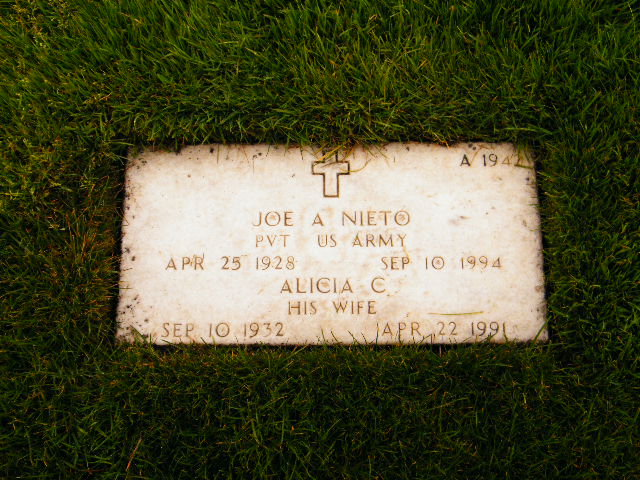 A 1942
JOE A NIETO
PVT US ARMY
APR 25 1928 SEP 10 1994
ALICIA C
HIS WIFE
SEP 10 1932 APR 22 1991